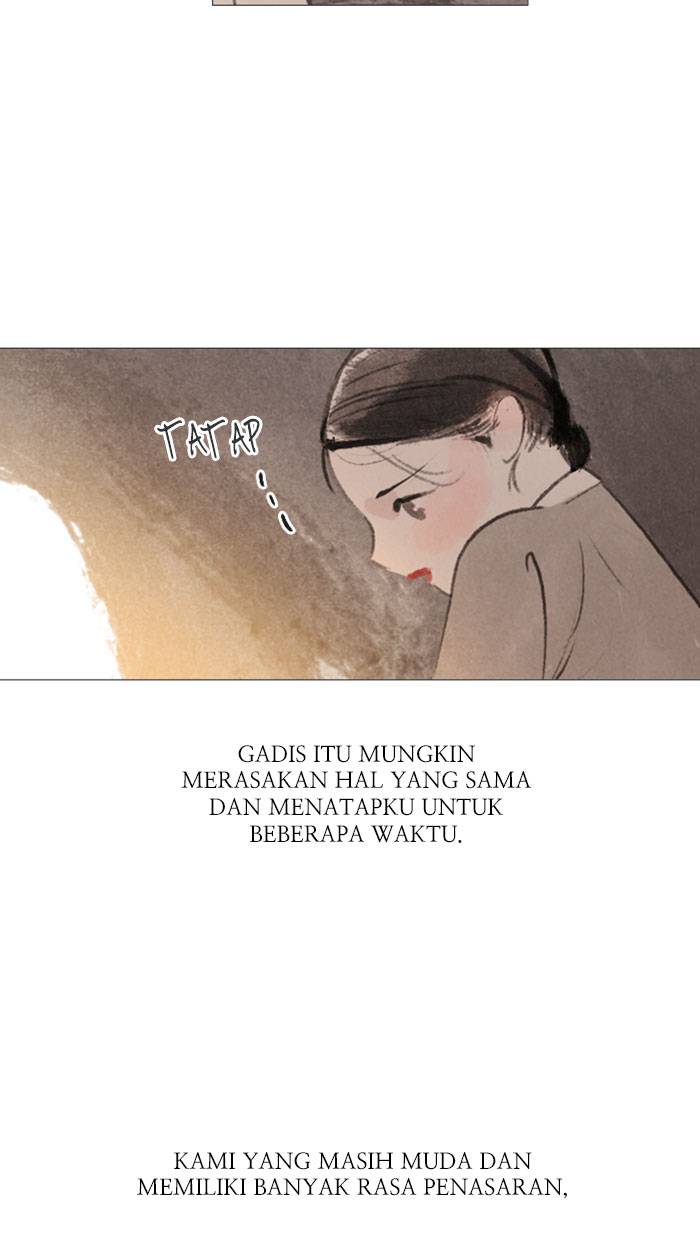 TATAP
GADIS ITU MUNGKIN
MERASAKAN HAL YANG SAMA
DAN MENATAPKU UNTUK
BEBERAPA WAKTU.
KAMI YANG MASIH MUDA DAN
MEMILIKI BANYAK RASA PENASARAN,